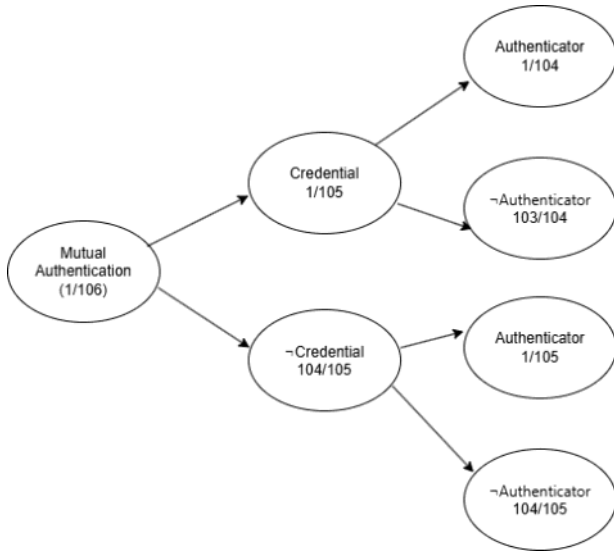 Authenticator
1/104
Credential
1/105
¬Authenticator
103/104
Mutual
Authentication
(1/106)
¬Credential
104/105
Authenticator
1/105
¬Authenticator
104/105